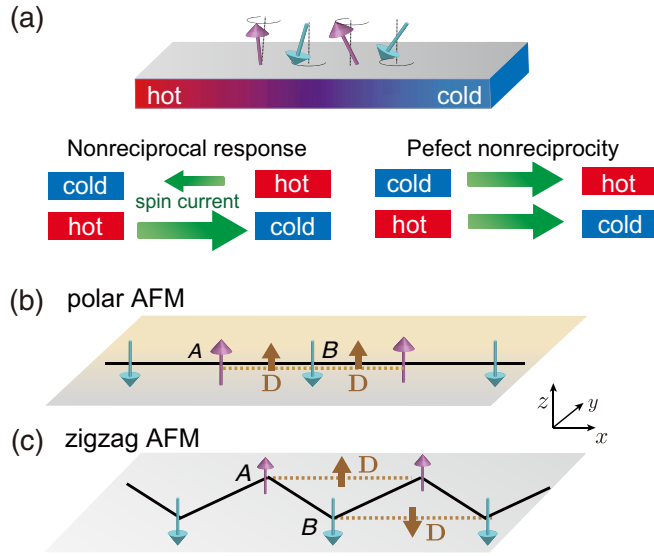 (a)
hot cold
Nonreciprocal response
cold hot
spin current
hot cold
Pefect nonreciprocity
cold hot
hot cold
(b) polar AFM
A B
D D
z y x
(c) zigzag AFM
A D
B D